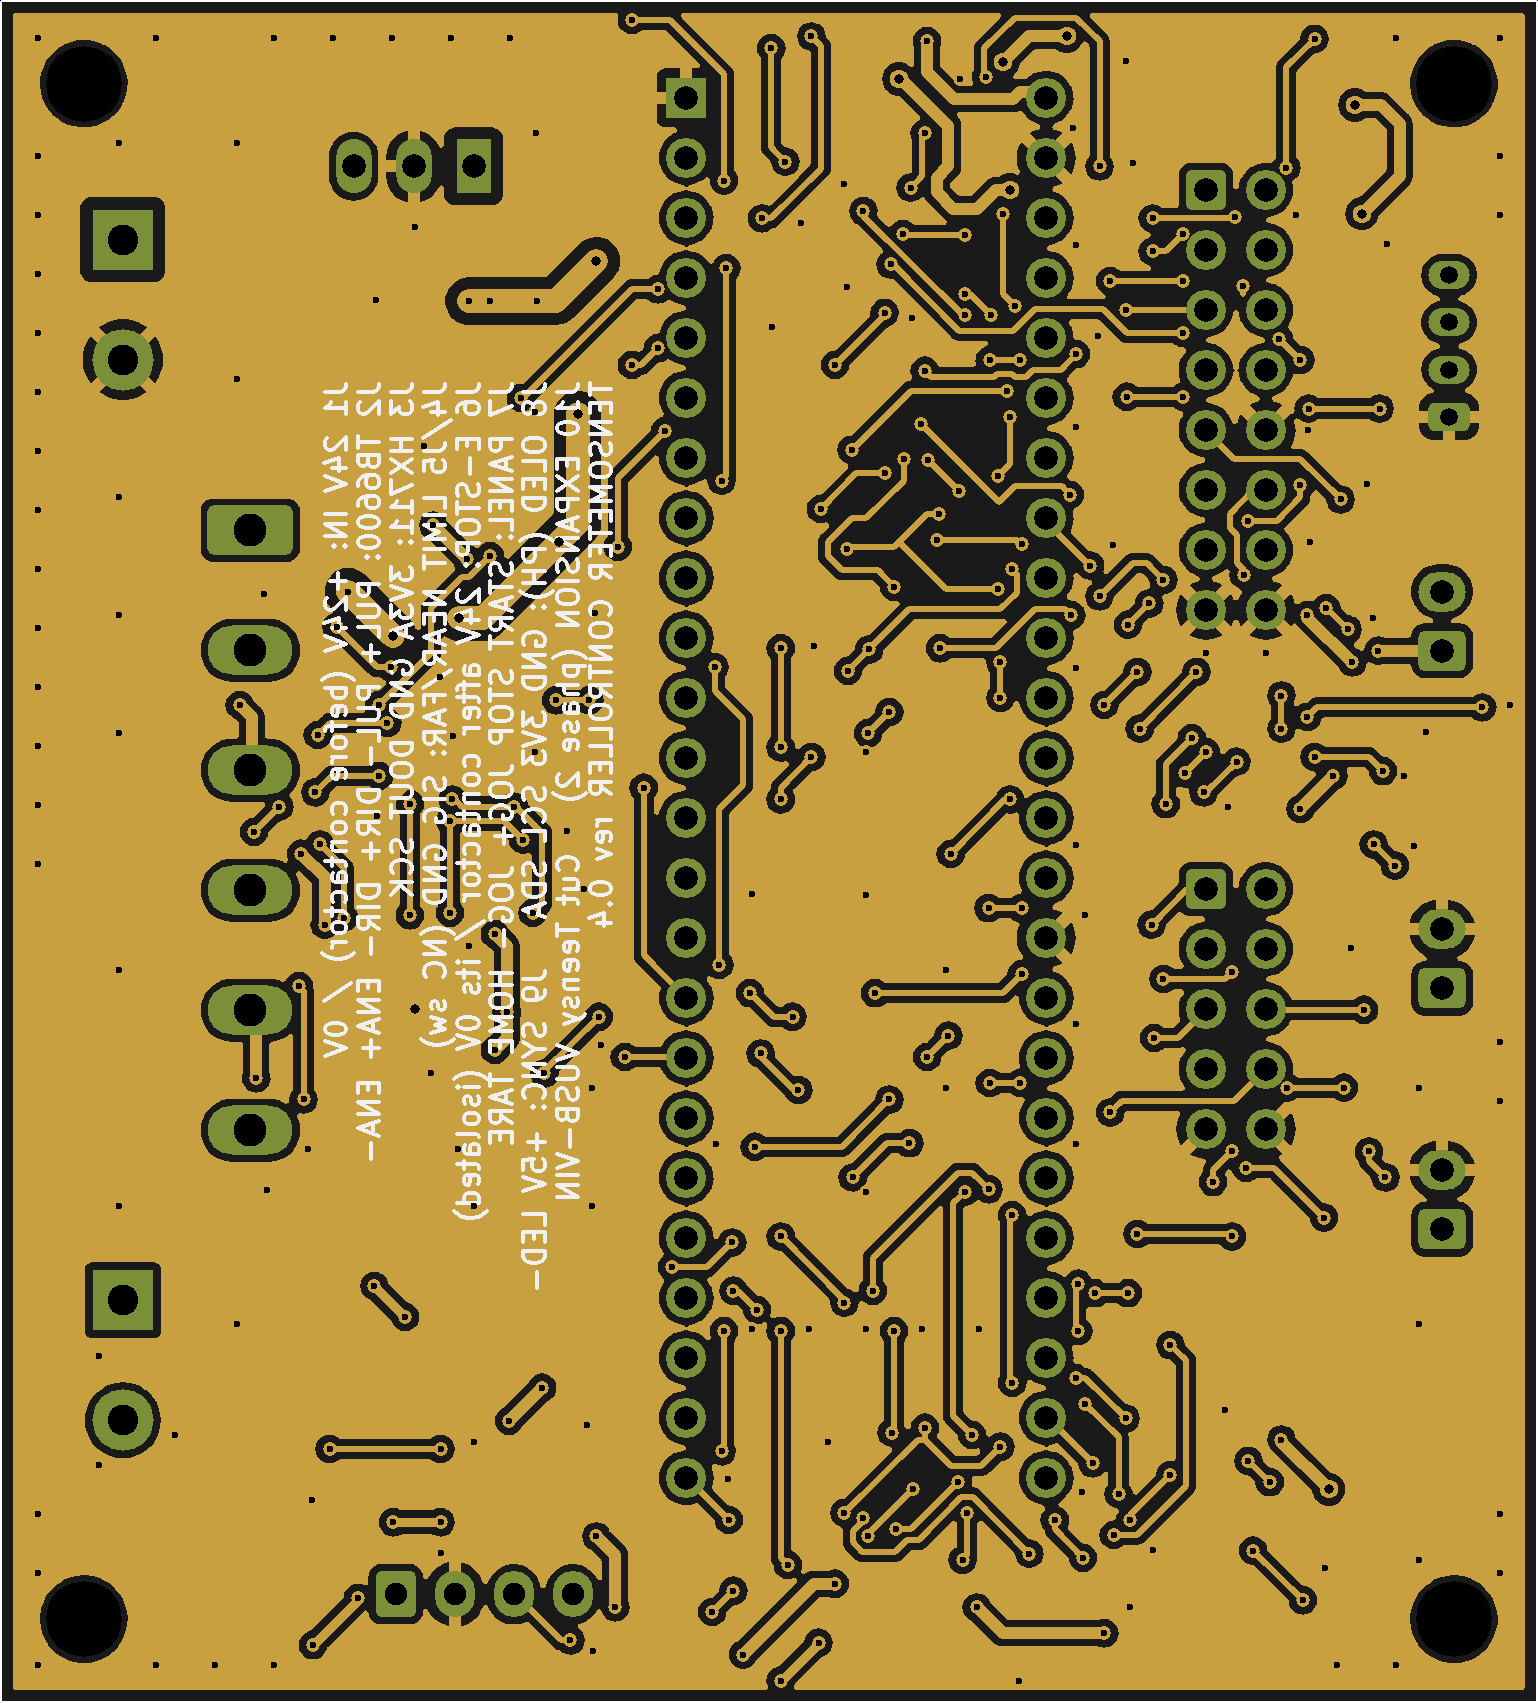 J1 24V IN: +24V (before contactor) / 0V
J2 TB6600: PUL+ PUL- DIR+ DIR- ENA+ ENA-
J3 HX711: 3V3A GND DOUT SCK
J4/J5 LIMIT NEAR/FAR: SIG GND (NC sw)
J6 E-STOP: 24V after contactor / its 0V (isolated)
J7 PANEL: START STOP JOG+ JOG- HOME TARE
J8 OLED (PH): GND 3V3 SCL SDA J9 SYNC: +5V LED-
J10 EXPANSION (phase 2) Cut Teensy VUSB-VIN
TENSOMETER CONTROLLER rev 0.4